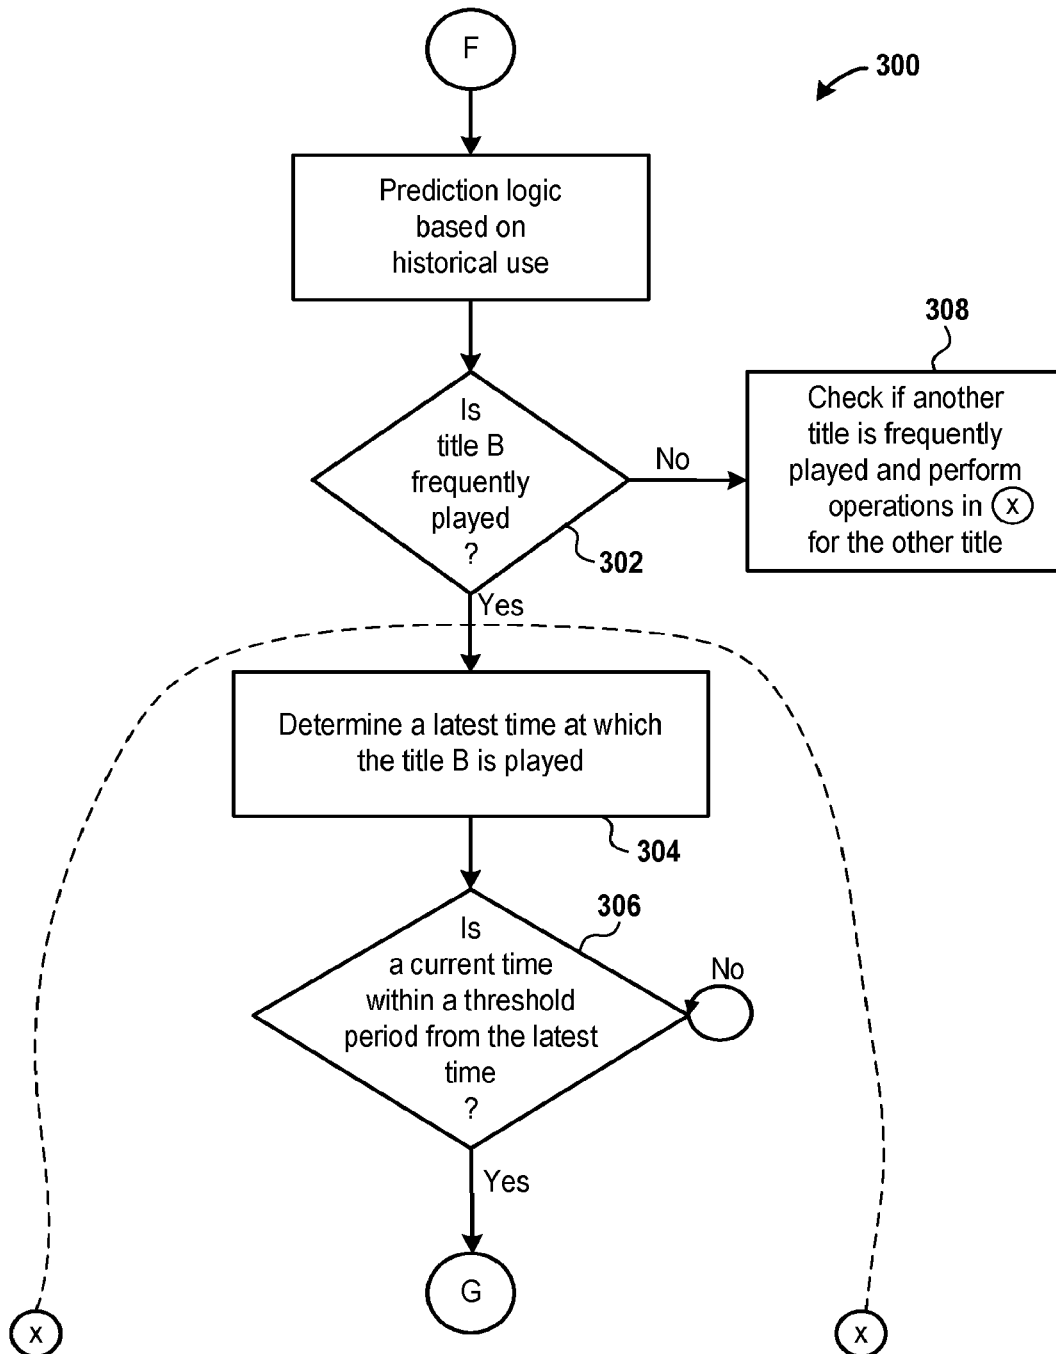 F
300
Prediction logic
based on
historical use
308
Is
title B
frequently
played
?
302
No
Check if another
title is frequently
played and perform
operations in x
for the other title
Yes
Determine a latest time at which
the title B is played
304
306
Is
a current time
within a threshold
period from the latest
time
?
No
Yes
G
x
x